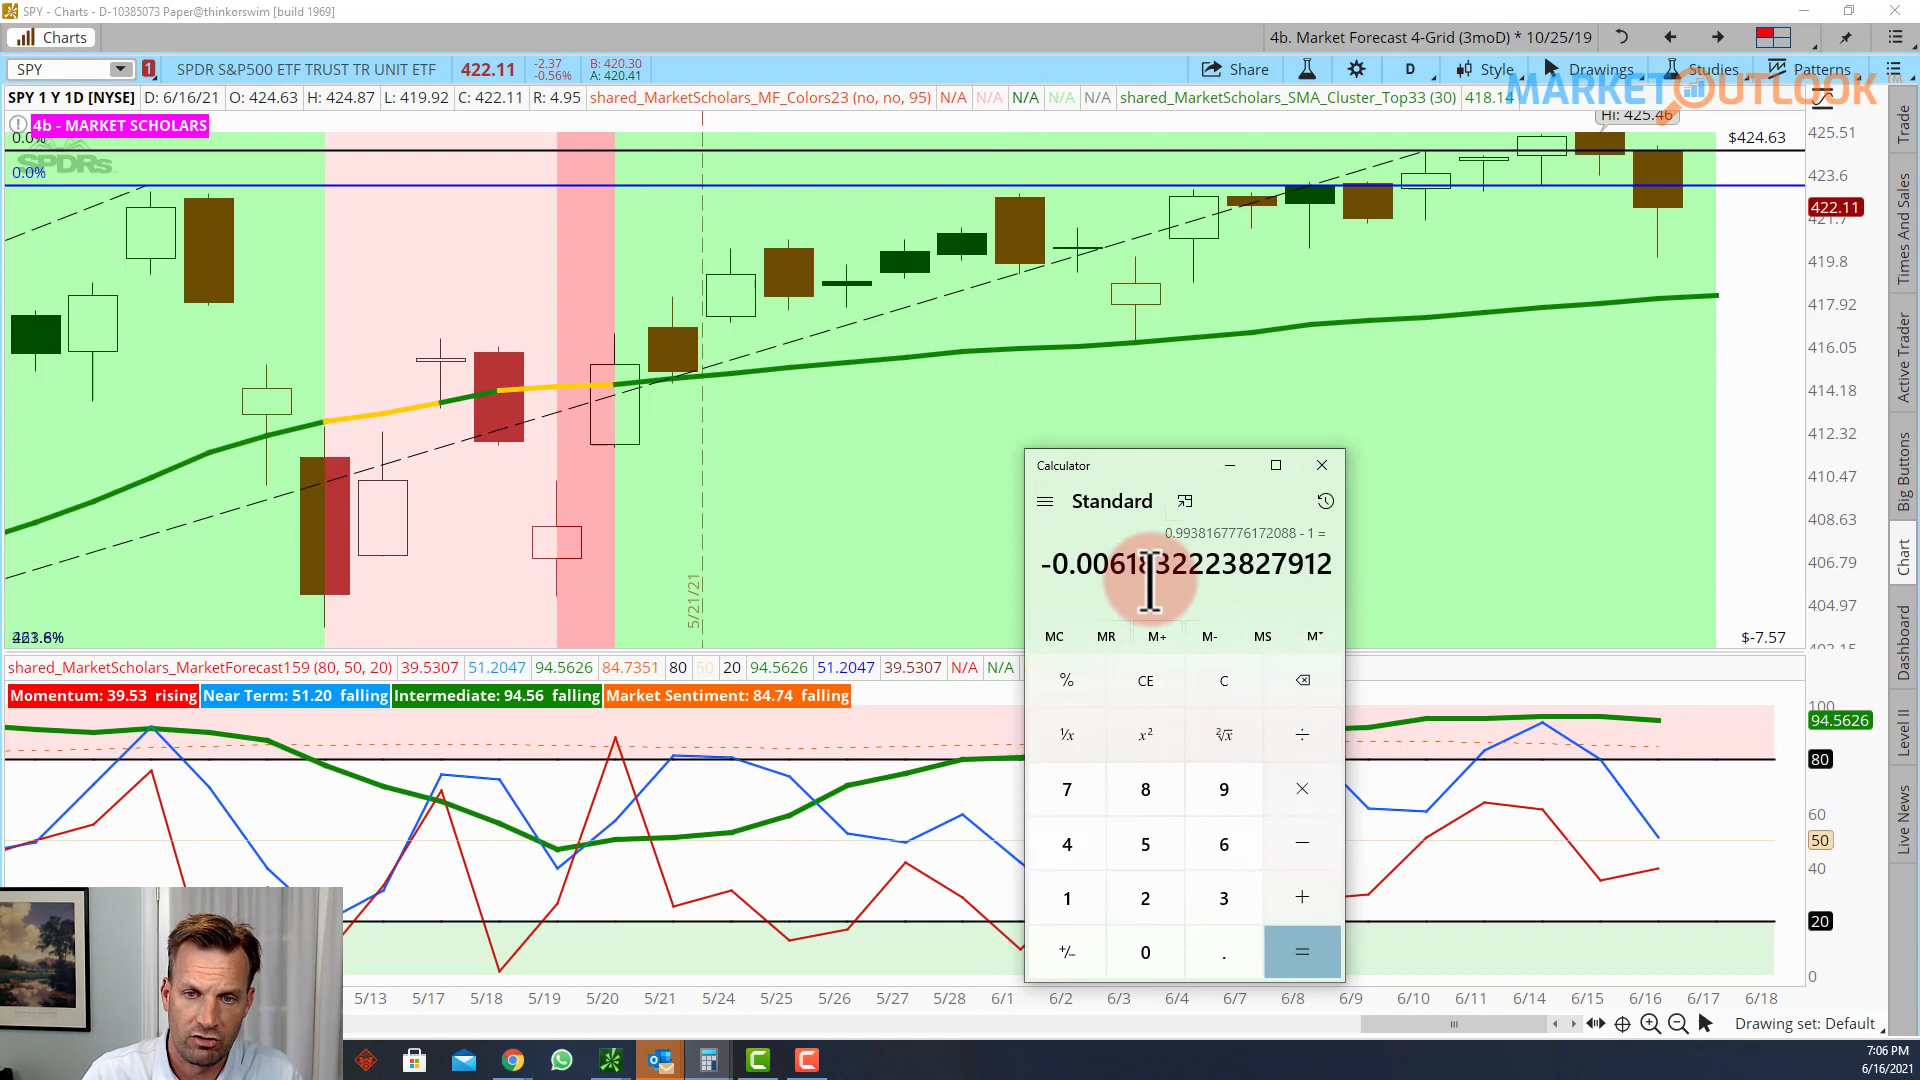 SPY - Charts - D-10385073 Paper@thinkorswim [build 1969]
Charts
4b. Market Forecast 4-Grid (3moD) * 10/25/19
SPY
1
SPDR S&P500 ETF TRUST TR UNIT ETF
422.11
-2.37
-0.56%
B: 420.30
A: 420.41
Share
D
Style
Drawings
Studies
Patterns
MARKETOUTLOOK
SPY 1 Y 1D [NYSE]
D: 6/16/21
O: 424.63
H: 424.87
L: 419.92
C: 422.11
R: 4.95
shared_MarketScholars_MF_Colors23 (no, no, 95)
N/A
N/A
N/A
N/A
N/A
shared_MarketScholars_SMA_Cluster_Top33 (30)
418.14
4b - MARKET SCHOLARS
Hi: 425.46
0.0%
SPDRs
0.0%
$424.63
425.51
423.6
422.11
421.7
419.8
417.92
416.05
414.18
412.32
410.47
408.63
406.79
404.97
$-7.57
403.15
5/21/21
Calculator
Standard
0.9938167776172088 - 1 =
-0.0061832223827912
MC
MR
M+
M-
MS
M
%
CE
C
1/x
x2
2√x
÷
7
8
9
×
4
5
6
−
1
2
3
+
+/-
0
.
=
shared_MarketScholars_MarketForecast159 (80, 50, 20)
39.5307
51.2047
94.5626
84.7351
80
50
20
94.5626
51.2047
39.5307
N/A
N/A
Momentum: 39.53 rising
Near Term: 51.20 falling
Intermediate: 94.56 falling
Market Sentiment: 84.74 falling
100
94.5626
80
60
50
40
20
0
5/13
5/17
5/18
5/19
5/20
5/21
5/24
5/25
5/26
5/27
5/28
6/1
6/2
6/3
6/4
6/7
6/8
6/9
6/10
6/11
6/14
6/15
6/16
6/17
6/18
Drawing set: Default
Trade
Times And Sales
Active Trader
Big Buttons
Chart
Dashboard
Level II
Live News
7:06 PM
6/16/2021